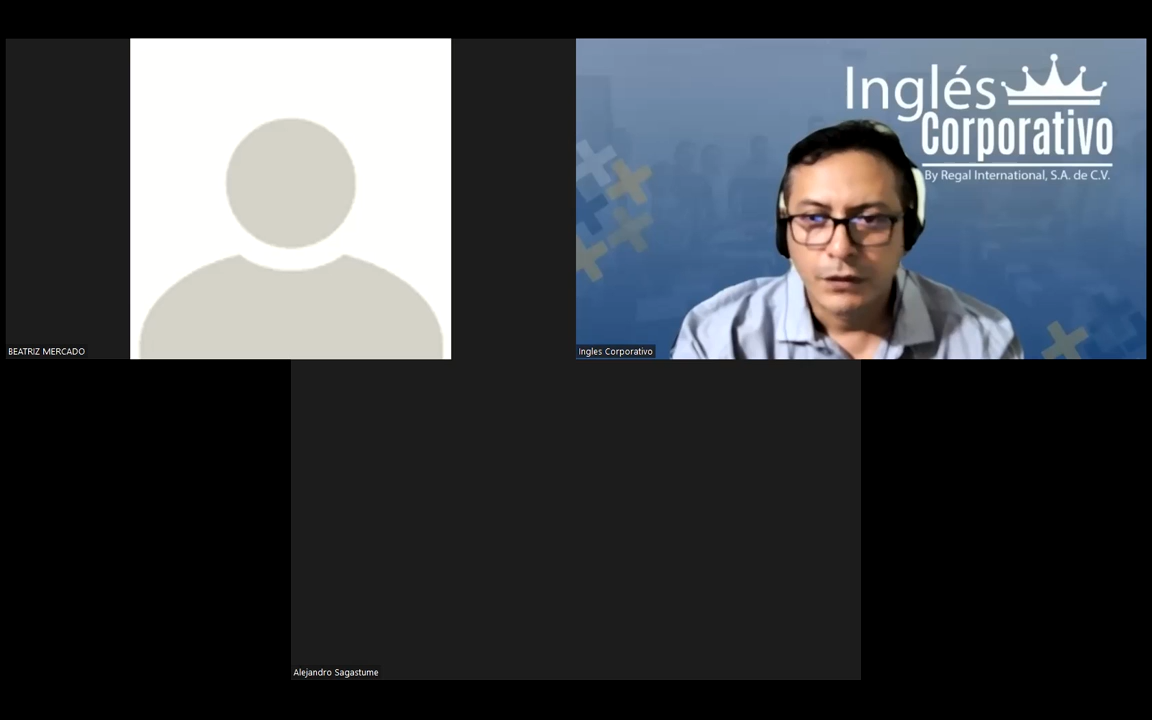 Inglés
Corporativo
By Regal International, S.A. de C.V.
BEATRIZ MERCADO
Ingles Corporativo
Alejandro Sagastume